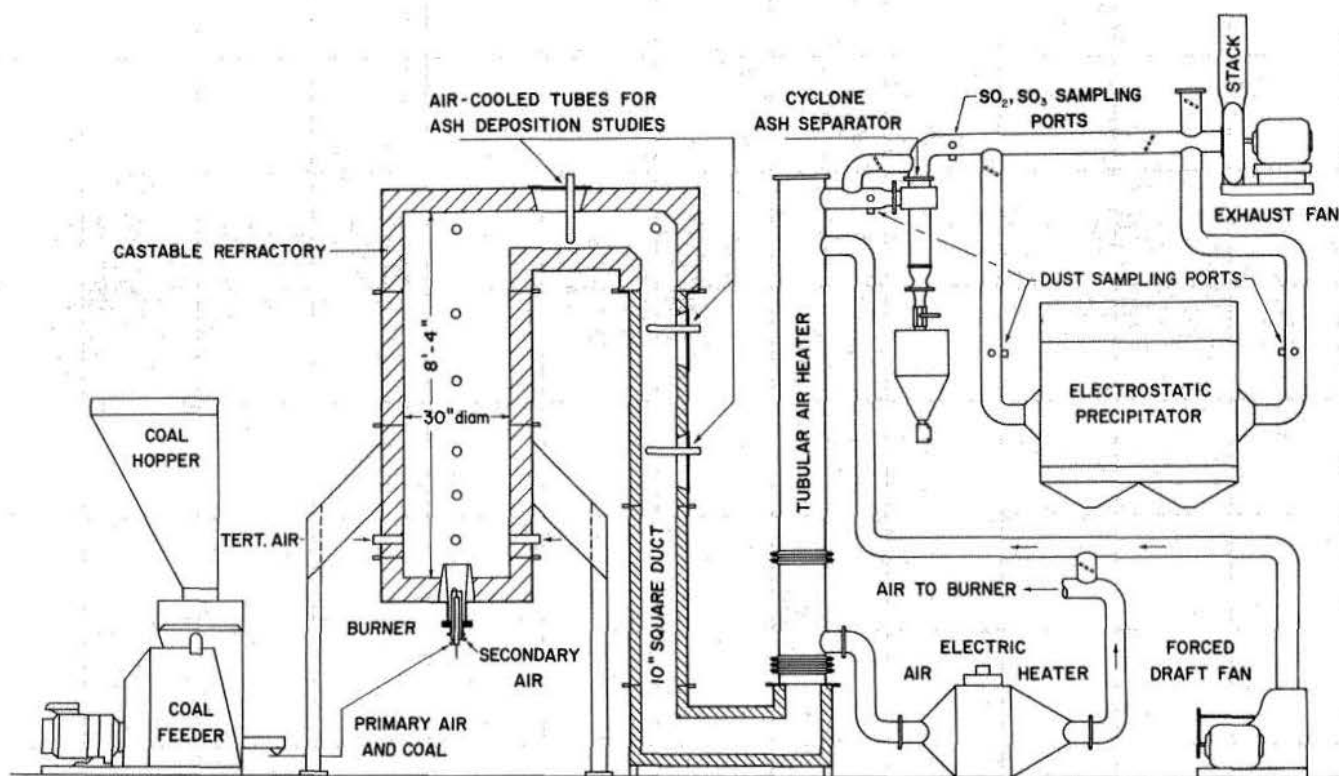 AIR-COOLED TUBES FOR
ASH DEPOSITION STUDIES
CYCLONE
ASH SEPARATOR
SO₂, SO₃ SAMPLING
PORTS
STACK
EXHAUST FAN
CASTABLE REFRACTORY
8'-4"
30" diam
DUST SAMPLING PORTS
TUBULAR AIR HEATER
ELECTROSTATIC
PRECIPITATOR
COAL
HOPPER
TERT. AIR
10" SQUARE DUCT
AIR TO BURNER
BURNER
SECONDARY
AIR
ELECTRIC
AIR HEATER
FORCED
DRAFT FAN
COAL
FEEDER
PRIMARY AIR
AND COAL